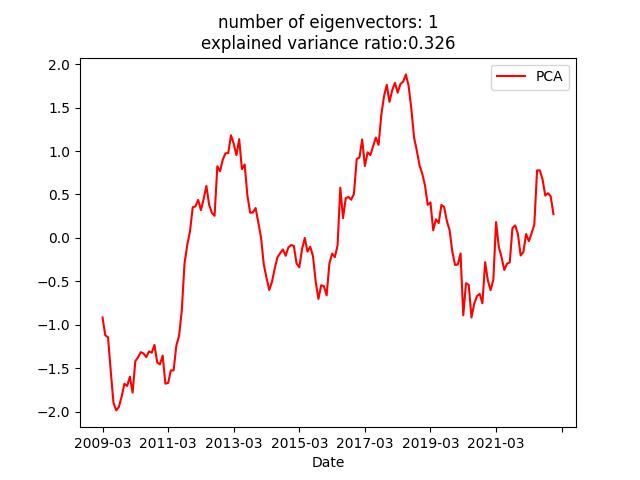 number of eigenvectors: 1
explained variance ratio:0.326
PCA
2.0
1.5
1.0
0.5
0.0
−0.5
−1.0
−1.5
−2.0
2009-03 2011-03 2013-03 2015-03 2017-03 2019-03 2021-03
Date